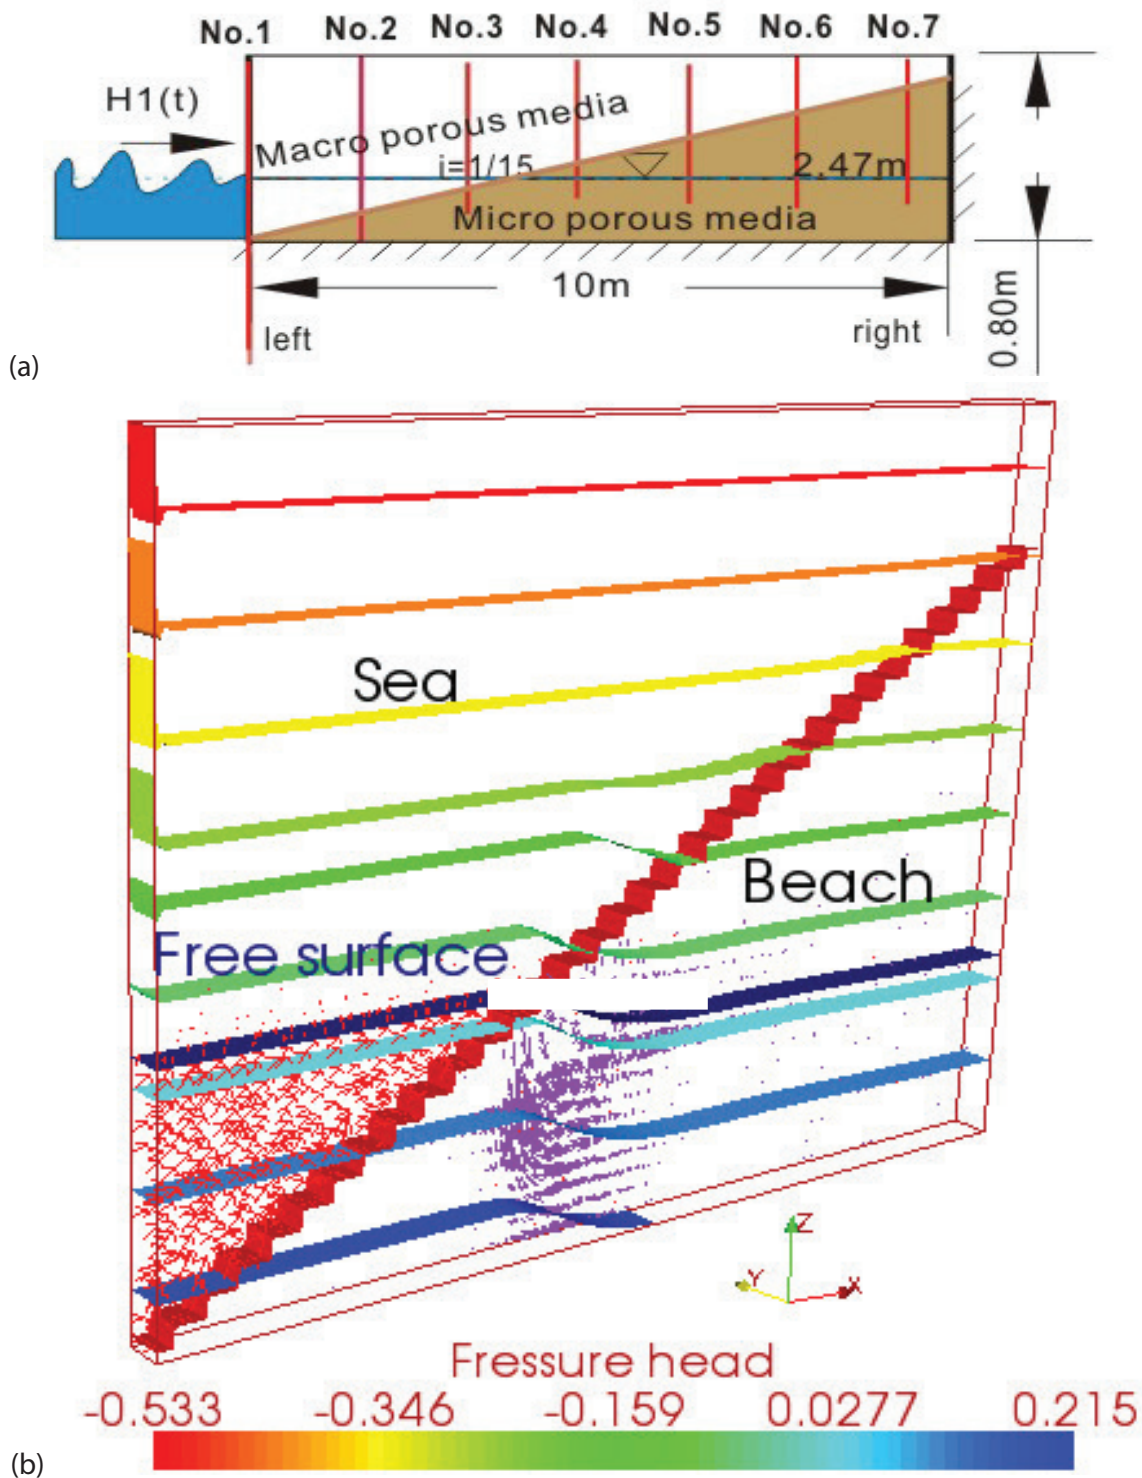 No.1 No.2 No.3 No.4 No.5 No.6 No.7
H1(t)
Macro porous media
i=1/15
2.47m
Micro porous media
10m
0.80m
left
right
(a)
Sea
Beach
Free surface
Z
Y
X
Fressure head
-0.533 -0.346 -0.159 0.0277 0.215
(b)